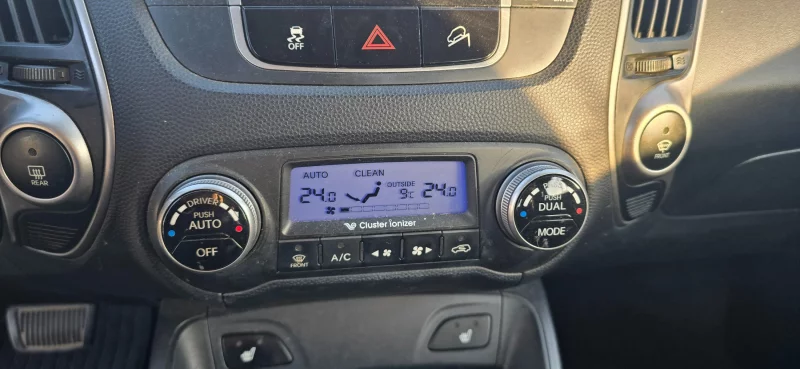 OFF
REAR
FRONT
AUTO CLEAN
24.0 OUTSIDE 9°C 24.0
Cluster ionizer
DRIVER
PUSH
AUTO
OFF
PUSH
DUAL
MODE
FRONT
A/C